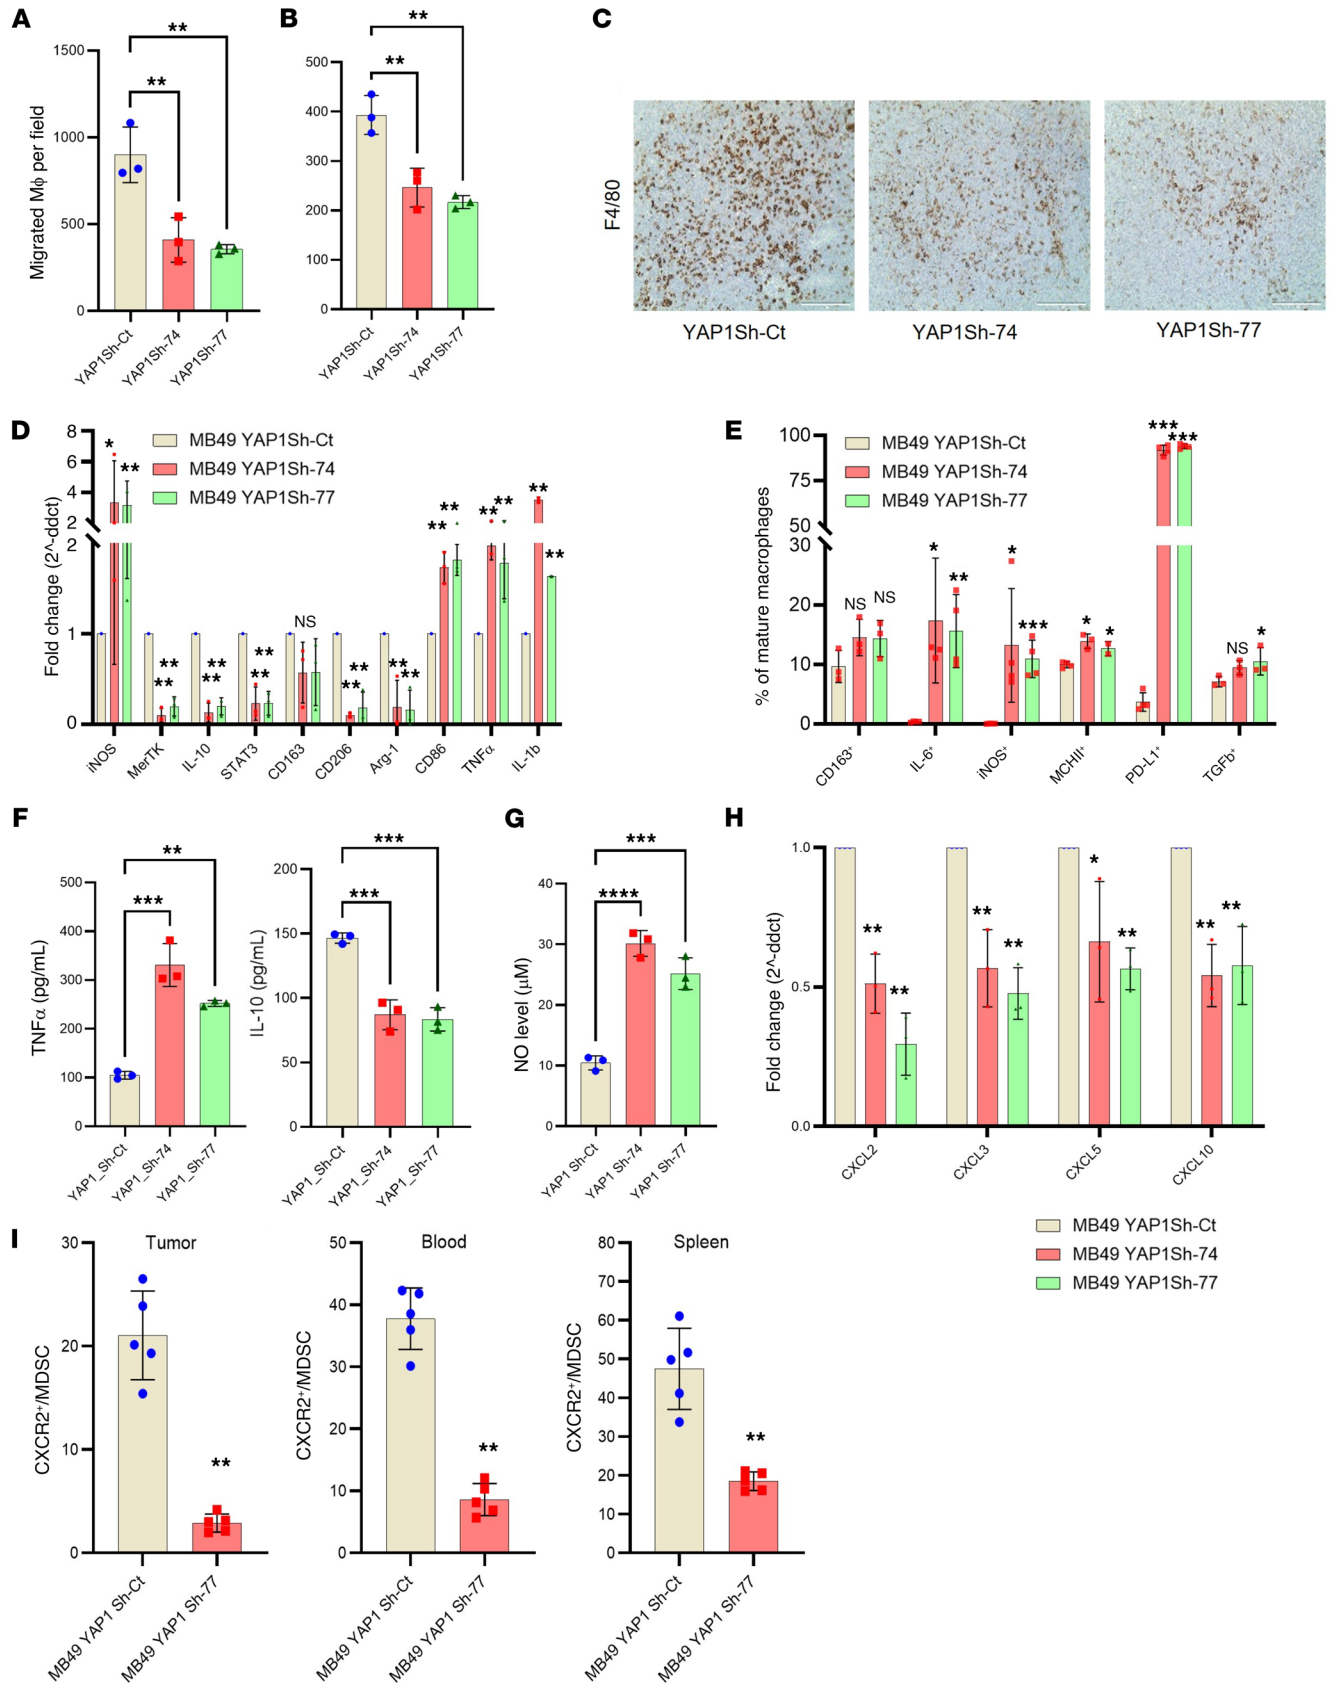 A
**
**
1500
1000
500
0
Migrated Mϕ per field
YAP1Sh-Ct
YAP1Sh-74
YAP1Sh-77
B
**
**
500
400
300
200
100
0
YAP1Sh-Ct
YAP1Sh-74
YAP1Sh-77
C
F4/80
YAP1Sh-Ct
YAP1Sh-74
YAP1Sh-77
D
MB49 YAP1Sh-Ct
MB49 YAP1Sh-74
MB49 YAP1Sh-77
8
6
4
2
2
1
0
Fold change (2^-ddct)
* ** ** ** ** ** ** ** NS ** ** ** ** ** ** ** ** ** **
iNOS
MerTK
IL-10
STAT3
CD163
CD206
Arg-1
CD86
TNFα
IL-1b
E
MB49 YAP1Sh-Ct
MB49 YAP1Sh-74
MB49 YAP1Sh-77
100
75
50
30
20
10
0
% of mature macrophages
NS NS * ** * *** * * *** *** NS *
CD163⁺
IL-6⁺
iNOS⁺
MCHII⁺
PD-L1⁺
TGFb⁺
F
**
***
500
400
300
200
100
0
TNFα (pg/mL)
YAP1_Sh-Ct
YAP1_Sh-74
YAP1_Sh-77
***
***
200
150
100
50
0
IL-10 (pg/mL)
YAP1_Sh-Ct
YAP1_Sh-74
YAP1_Sh-77
G
***
****
40
30
20
10
0
NO level (μM)
YAP1 Sh-Ct
YAP1 Sh-74
YAP1 Sh-77
H
1.0
0.5
0.0
Fold change (2^-ddct)
** ** ** ** * ** ** **
CXCL2
CXCL3
CXCL5
CXCL10
MB49 YAP1Sh-Ct
MB49 YAP1Sh-74
MB49 YAP1Sh-77
I
Tumor
30
20
10
0
CXCR2⁺/MDSC
**
MB49 YAP1 Sh-Ct
MB49 YAP1 Sh-77
Blood
50
40
30
20
10
0
CXCR2⁺/MDSC
**
MB49 YAP1 Sh-Ct
MB49 YAP1 Sh-77
Spleen
80
70
60
50
40
30
20
10
0
CXCR2⁺/MDSC
**
MB49 YAP1 Sh-Ct
MB49 YAP1 Sh-77